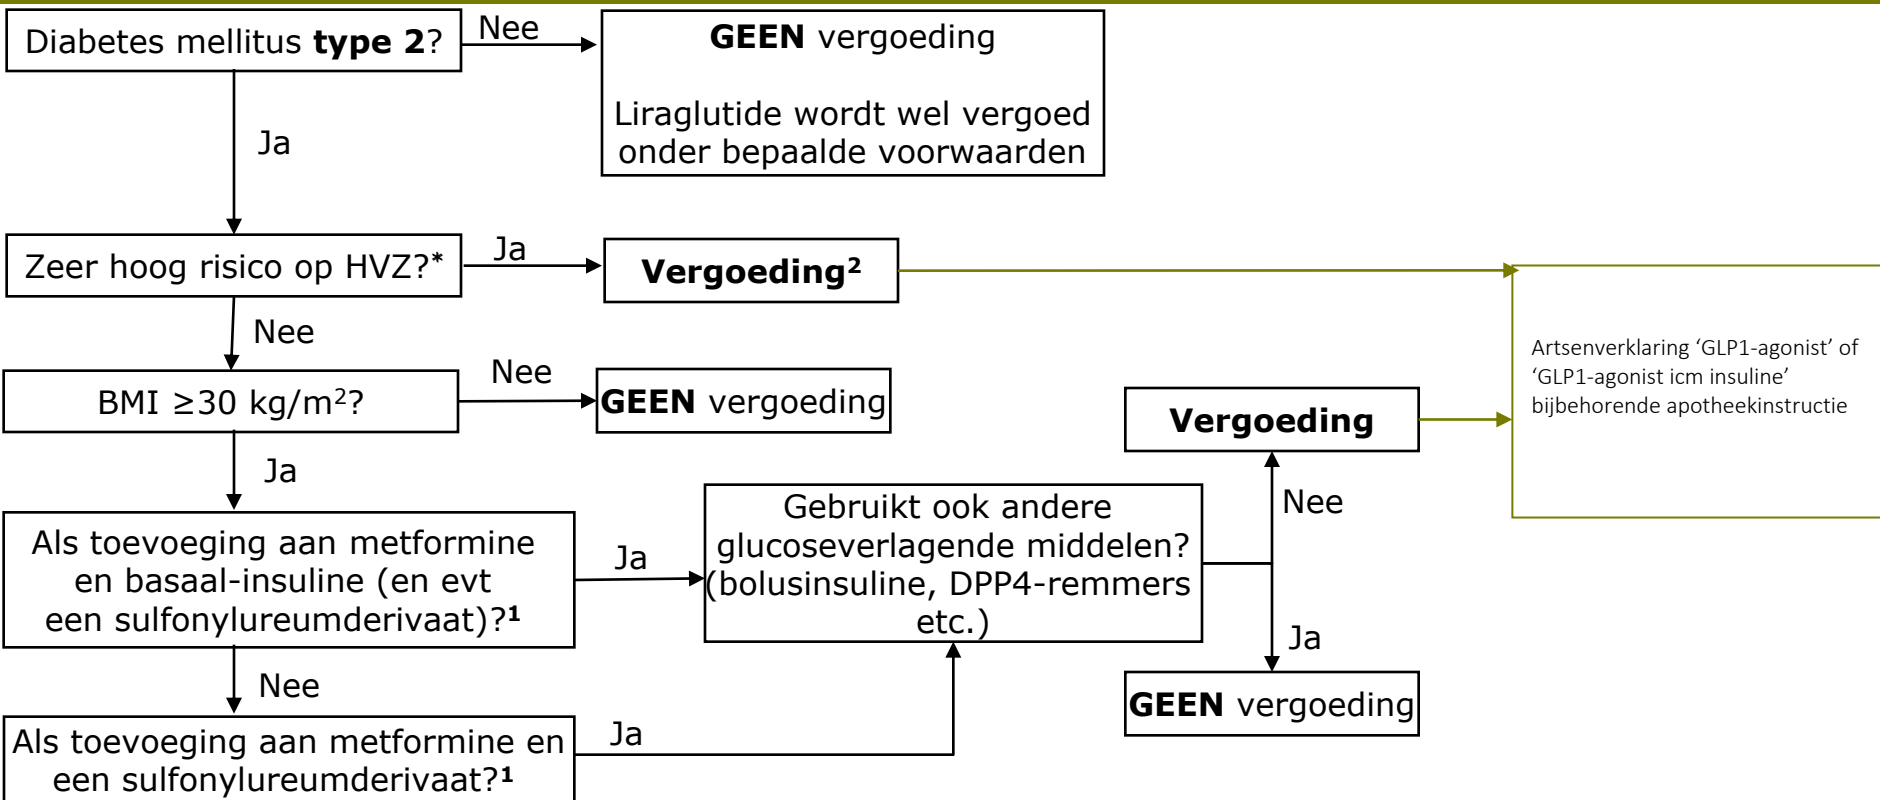 Diabetes mellitus type 2?
Nee
GEEN vergoeding
Liraglutide wordt wel vergoed
onder bepaalde voorwaarden
Ja
Zeer hoog risico op HVZ?*
Ja
Vergoeding²
Nee
Artsenverklaring ‘GLP1-agonist’ of
‘GLP1-agonist icm insuline’
bijbehorende apotheekinstructie
BMI ≥30 kg/m²?
Nee
GEEN vergoeding
Vergoeding
Ja
Als toevoeging aan metformine
en basaal-insuline (en evt
een sulfonylureumderivaat)?¹
Ja
Gebruikt ook andere
glucoseverlagende middelen?
(bolusinsuline, DPP4-remmers
etc.)
Nee
Ja
GEEN vergoeding
Nee
Als toevoeging aan metformine en
een sulfonylureumderivaat?¹
Ja